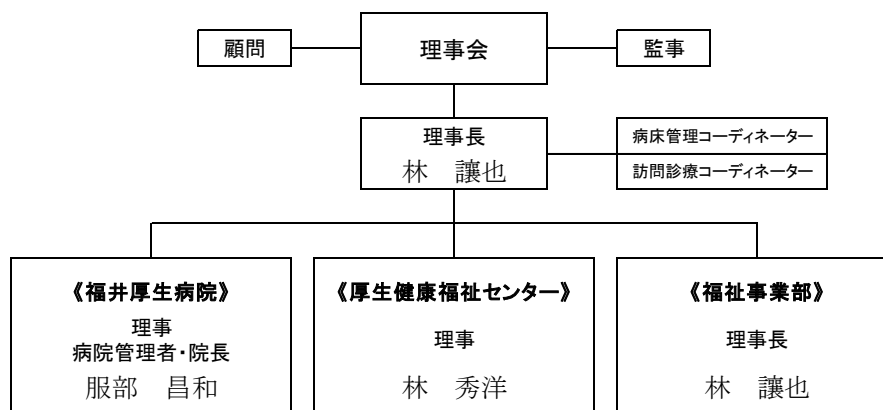 顧問
理事会
監事
理事長
林　讓也
病床管理コーディネーター
訪問診療コーディネーター
《福井厚生病院》
理事
病院管理者・院長
服部　昌和
《厚生健康福祉センター》
理事
林　秀洋
《福祉事業部》
理事長
林　讓也